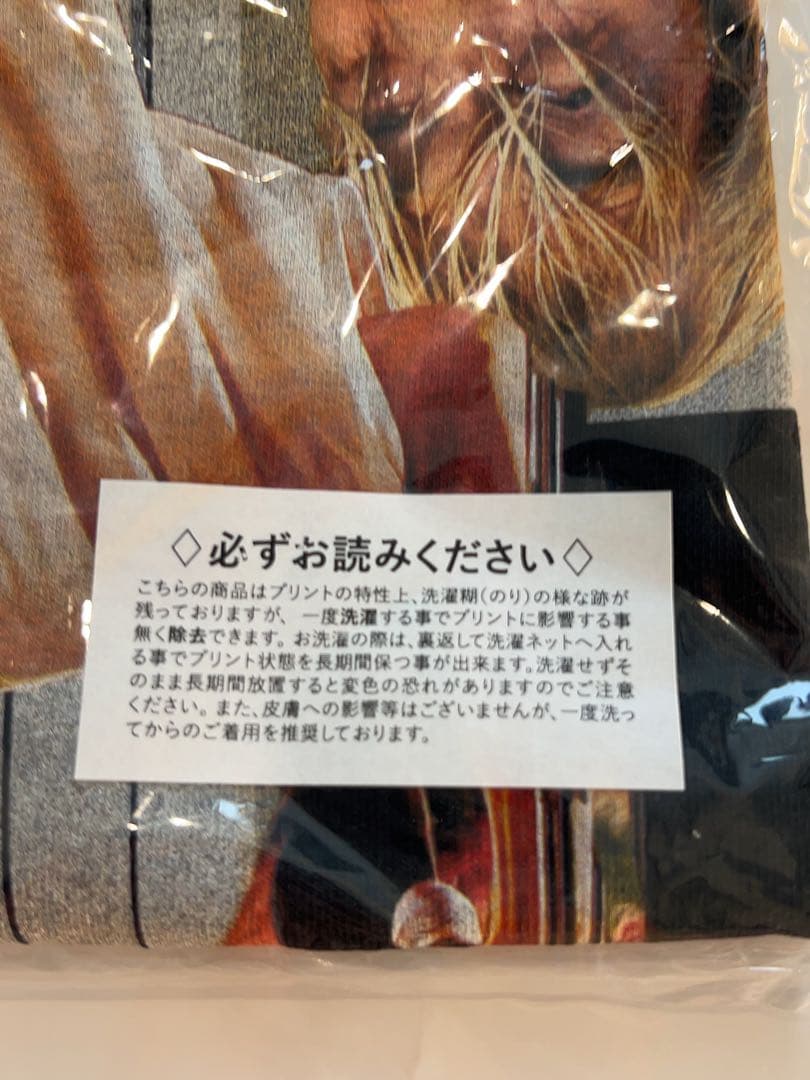 ◇必ずお読みください◇
こちらの商品はプリントの特性上、洗濯糊(のり)の様な跡が
残っておりますが、一度洗濯する事でプリントに影響する事
無く除去できます。お洗濯の際は、裏返して洗濯ネットへ入れ
る事でプリント状態を長期間保つ事が出来ます。洗濯せずそ
のまま長期間放置すると変色の恐れがありますのでご注意
ください。また、皮膚への影響等はございませんが、一度洗っ
てからのご着用を推奨しております。